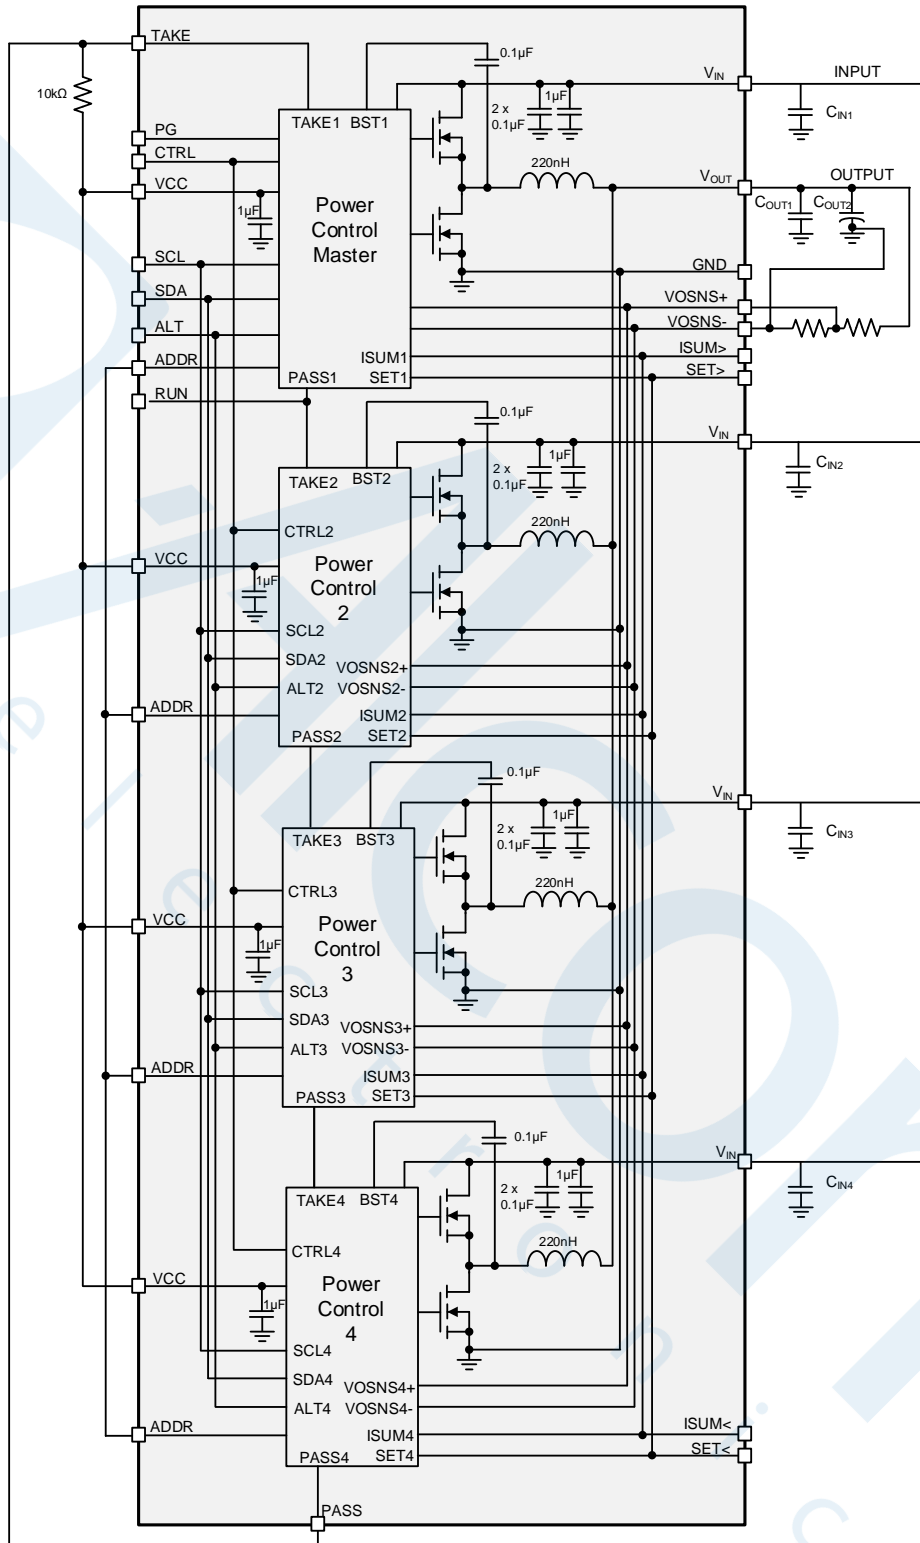 TAKE
0.1µF
10kΩ
VIN
INPUT
1µF
2 x
0.1µF
CIN1
TAKE1
BST1
PG
CTRL
VCC
1µF
220nH
VOUT
OUTPUT
COUT1
COUT2
Power
Control
Master
SCL
GND
SDA
VOSNS+
ALT
VOSNS-
ISUM1
ISUM>
ADDR
PASS1
SET1
SET>
RUN
0.1µF
VIN
1µF
2 x
0.1µF
CIN2
TAKE2
BST2
CTRL2
220nH
VCC
1µF
Power
Control
2
SCL2
SDA2
VOSNS2+
ALT2
VOSNS2-
ADDR
ISUM2
PASS2
SET2
0.1µF
VIN
1µF
2 x
0.1µF
CIN3
TAKE3
BST3
CTRL3
220nH
VCC
1µF
Power
Control
3
SCL3
SDA3
VOSNS3+
ALT3
VOSNS3-
ADDR
ISUM3
PASS3
SET3
0.1µF
VIN
1µF
2 x
0.1µF
CIN4
TAKE4
BST4
CTRL4
220nH
VCC
1µF
Power
Control
4
SCL4
SDA4
VOSNS4+
ALT4
VOSNS4-
ADDR
ISUM4
ISUM<
PASS4
SET4
SET<
PASS